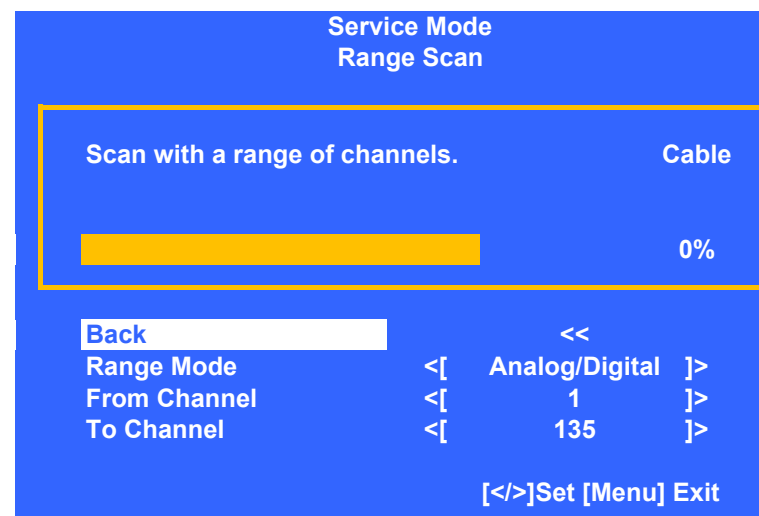 Service Mode
Range Scan
Scan with a range of channels. Cable
0%
Back <<
Range Mode <[ Analog/Digital ]>
From Channel <[ 1 ]>
To Channel <[ 135 ]>
[</>]Set [Menu] Exit